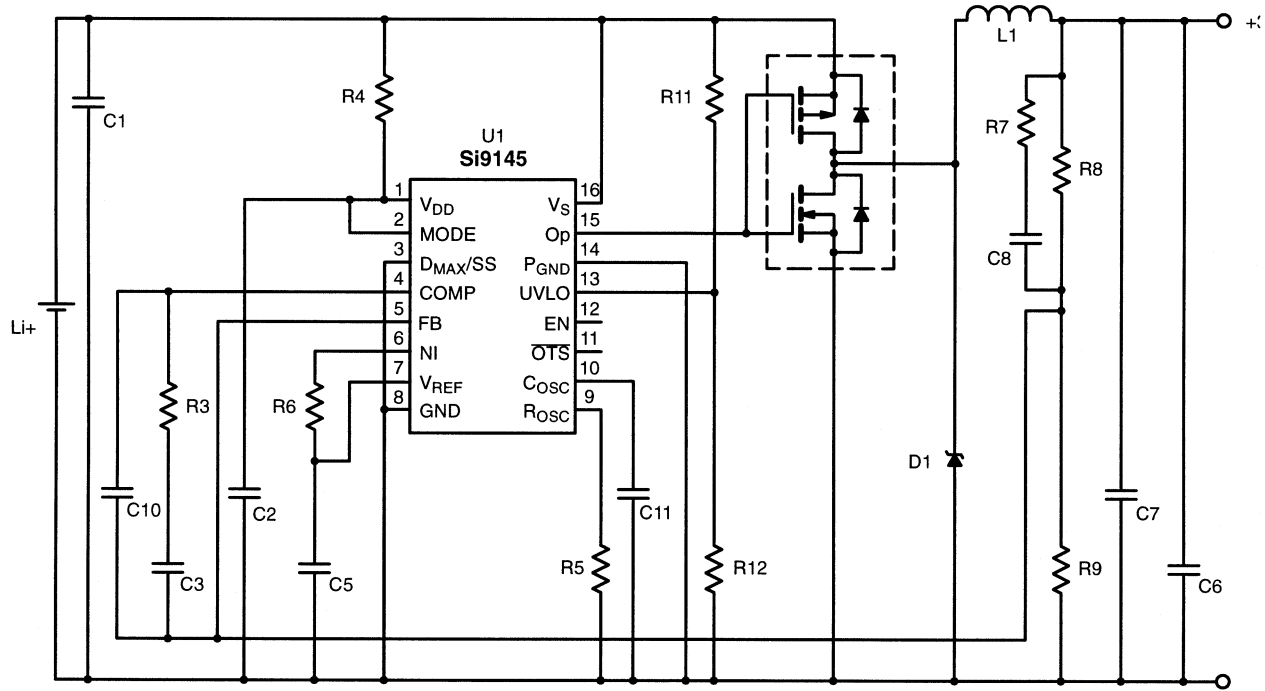 L1
+
R4
R11
C1
U1
Si9145
R7
R8
1
VDD
VS
16
2
MODE
Op
15
3
DMAX/SS
PGND
14
4
COMP
UVLO
13
5
FB
EN
12
6
NI
OTS
11
7
VREF
COSC
10
8
GND
ROSC
9
C8
Li+
R3
R6
D1
C10
C2
C11
C7
C3
C5
R5
R12
R9
C6